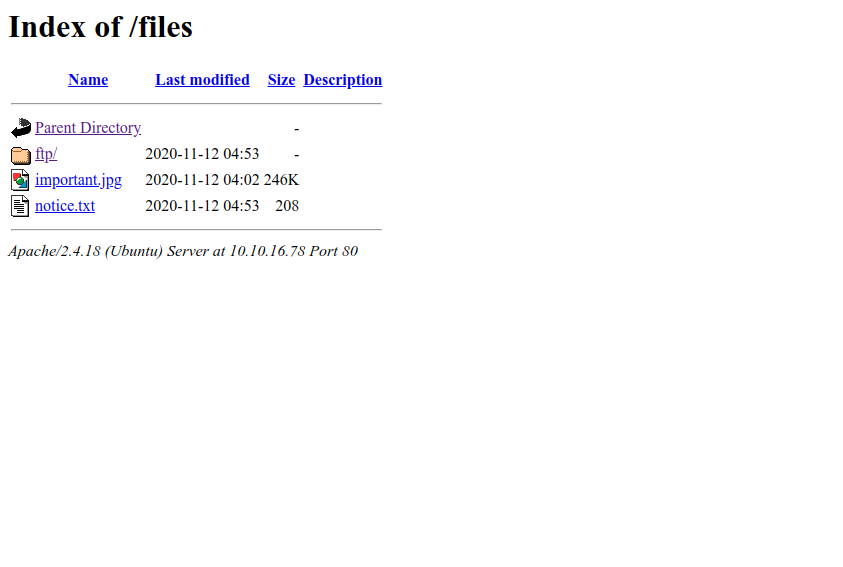 Index of /files
Name Last modified Size Description
Parent Directory -
ftp/ 2020-11-12 04:53 -
important.jpg 2020-11-12 04:02 246K
notice.txt 2020-11-12 04:53 208
Apache/2.4.18 (Ubuntu) Server at 10.10.16.78 Port 80